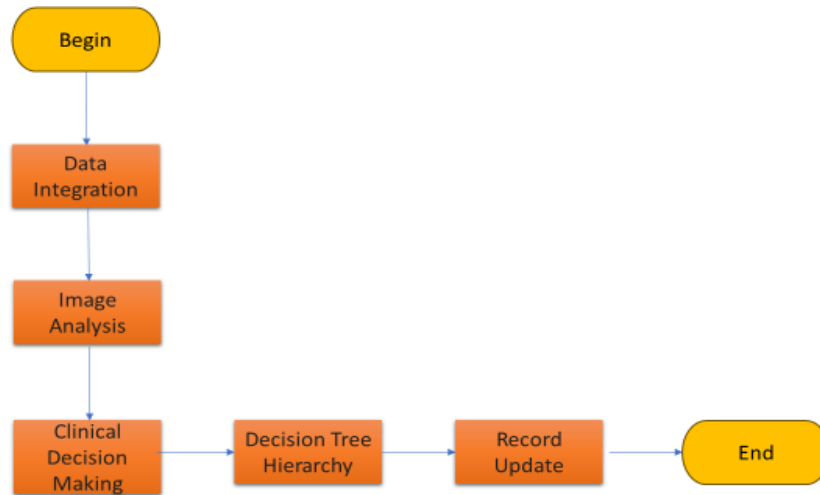 Begin
Data
Integration
Image
Analysis
Clinical
Decision
Making
Decision Tree
Hierarchy
Record
Update
End